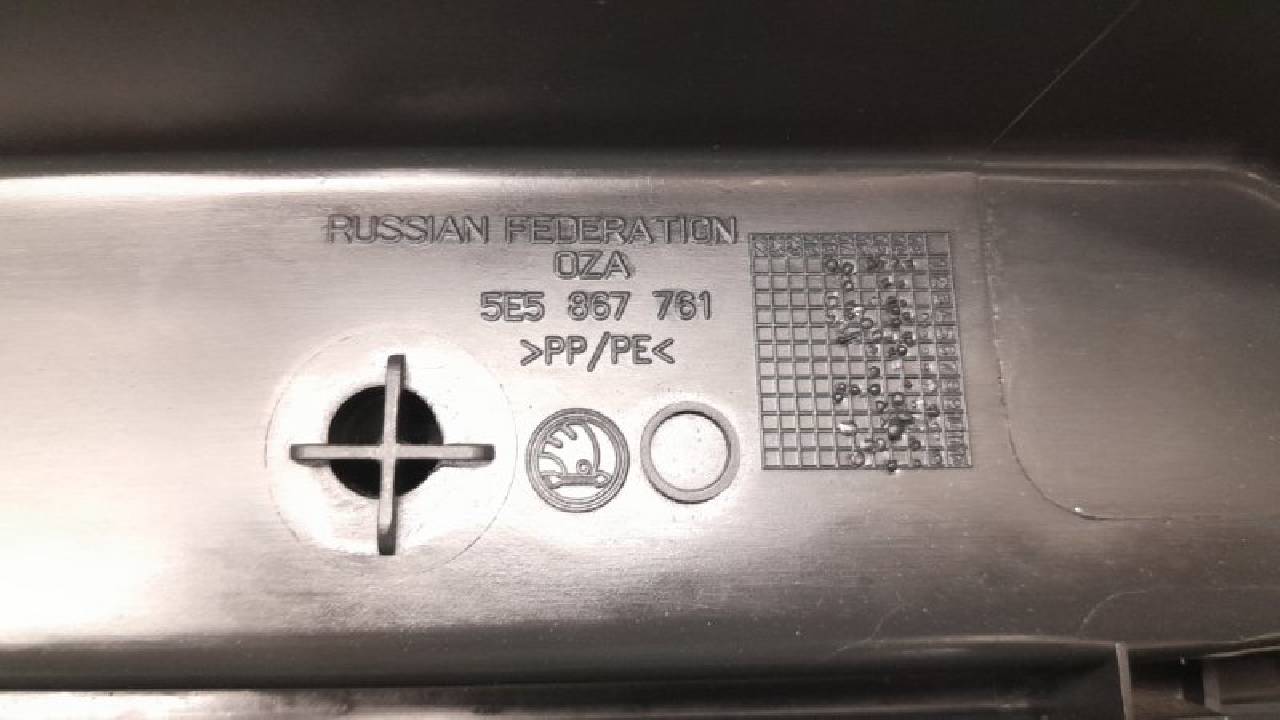 RUSSIAN FEDERATION
OZA
5E5 867 761
>PP/PE<